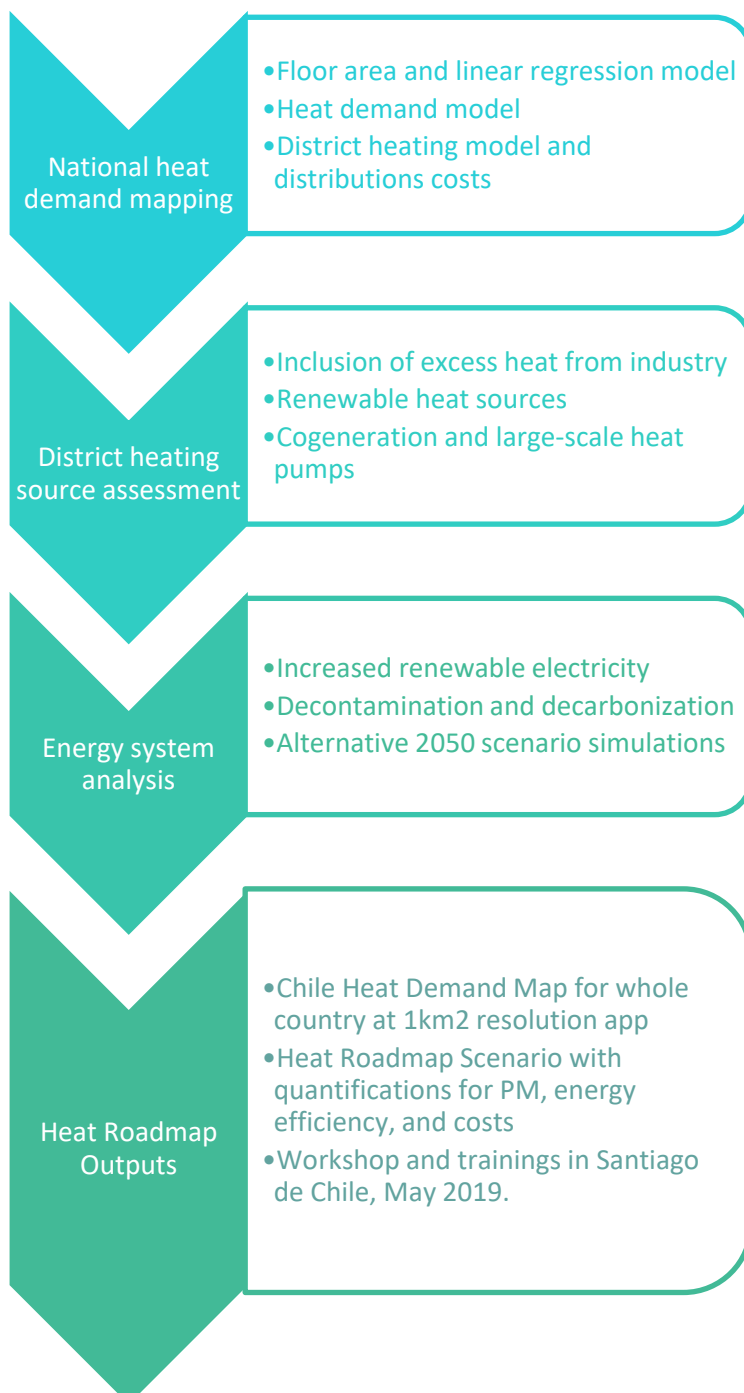 National heat
demand mapping
•Floor area and linear regression model
•Heat demand model
•District heating model and
distributions costs
District heating
source assessment
•Inclusion of excess heat from industry
•Renewable heat sources
•Cogeneration and large-scale heat
pumps
Energy system
analysis
•Increased renewable electricity
•Decontamination and decarbonization
•Alternative 2050 scenario simulations
Heat Roadmap
Outputs
•Chile Heat Demand Map for whole
country at 1km2 resolution app
•Heat Roadmap Scenario with
quantifications for PM, energy
efficiency, and costs
•Workshop and trainings in Santiago
de Chile, May 2019.